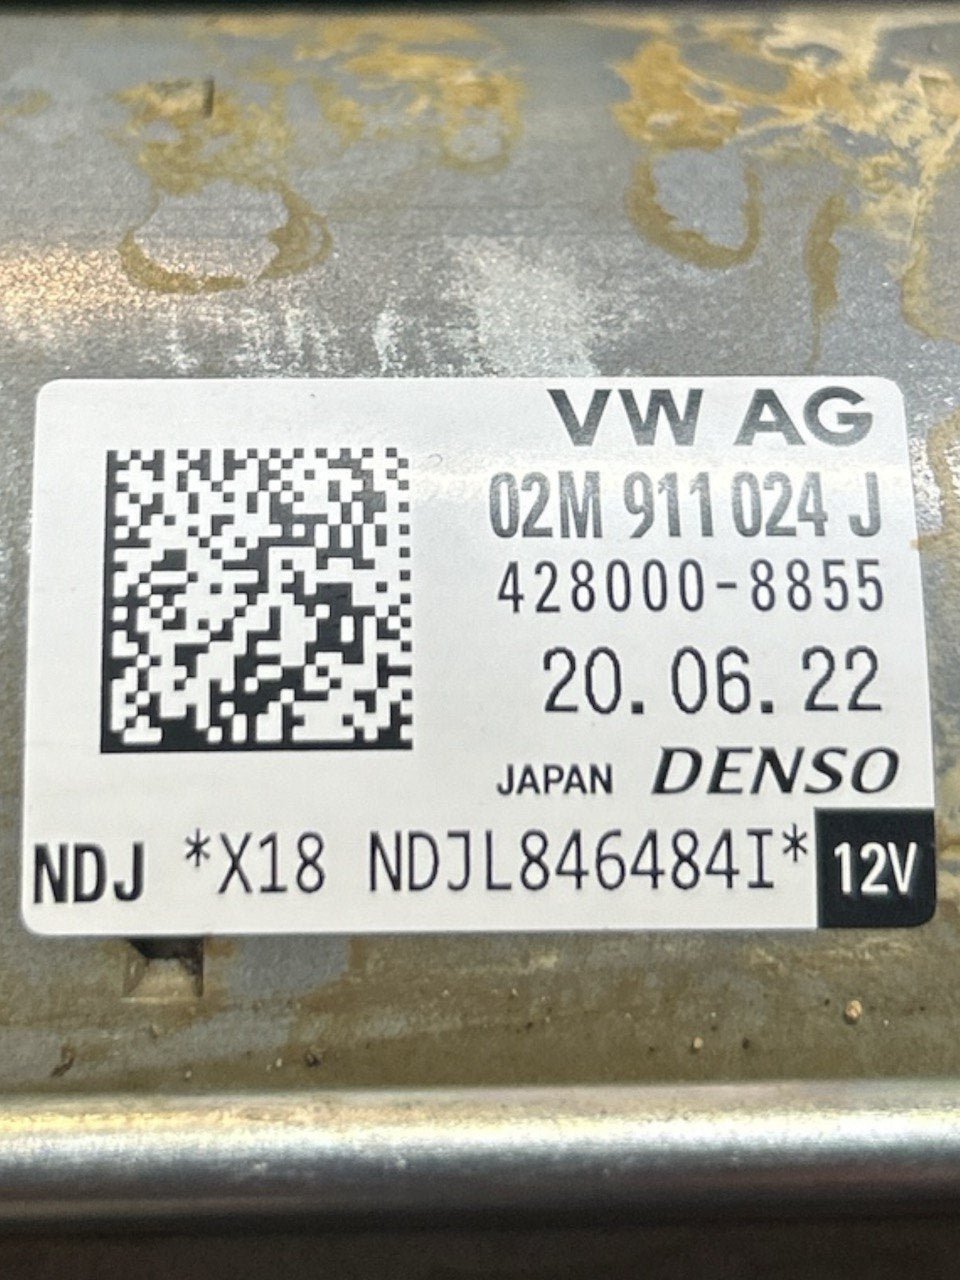 VW AG
02M 911 024 J
428000-8855
20.06.22
JAPAN DENSO
NDJ *X18 NDJL846484I* 12V